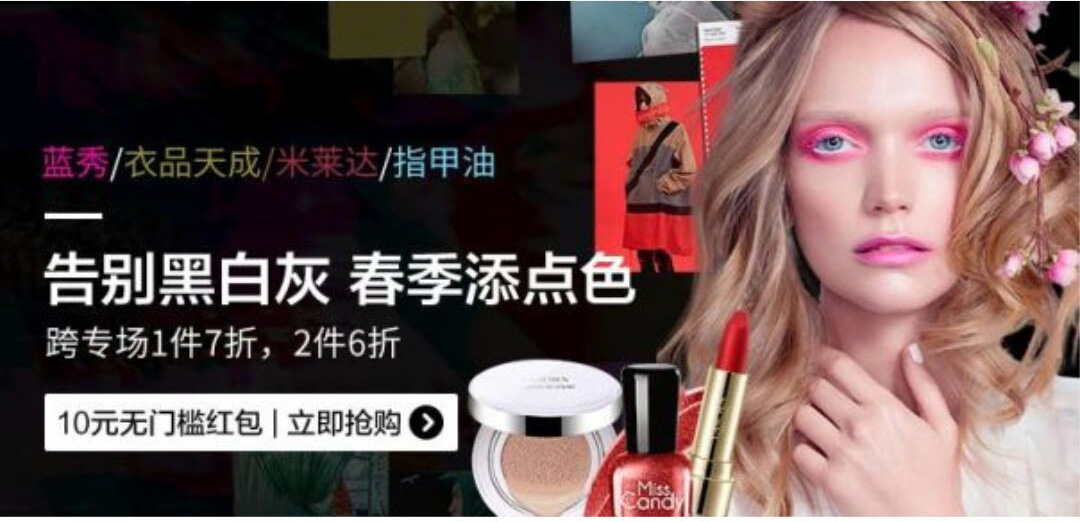 蓝秀/衣品天成/米莱达/指甲油
告别黑白灰 春季添点色
跨专场1件7折，2件6折
10元无门槛红包 | 立即抢购
Miss
Candy